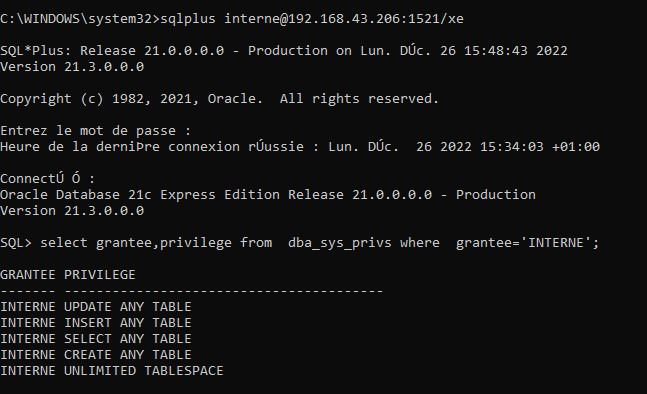 C:\WINDOWS\system32>sqlplus interne@192.168.43.206:1521/xe
SQL*Plus: Release 21.0.0.0.0 - Production on Lun. DÚc. 26 15:48:43 2022
Version 21.3.0.0.0
Copyright (c) 1982, 2021, Oracle.  All rights reserved.
Entrez le mot de passe :
Heure de la derniÞre connexion rÚussie : Lun. DÚc.  26 2022 15:34:03 +01:00
ConnectÚ Ó :
Oracle Database 21c Express Edition Release 21.0.0.0.0 - Production
Version 21.3.0.0.0
SQL> select grantee,privilege from  dba_sys_privs where  grantee='INTERNE';
GRANTEE PRIVILEGE
------- ----------------------------------------
INTERNE UPDATE ANY TABLE
INTERNE INSERT ANY TABLE
INTERNE SELECT ANY TABLE
INTERNE CREATE ANY TABLE
INTERNE UNLIMITED TABLESPACE